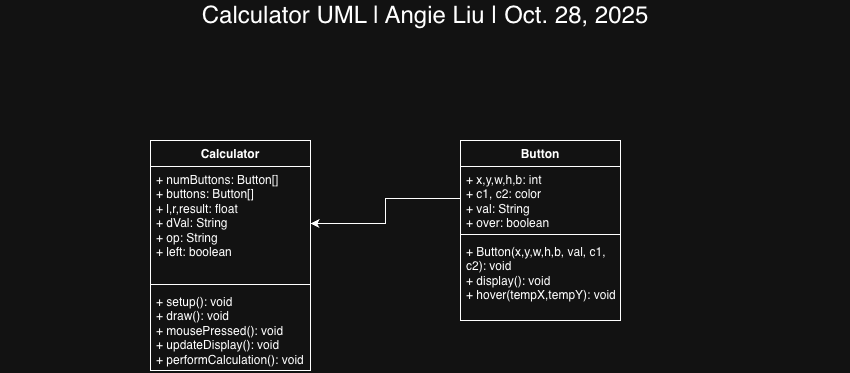 Calculator UML | Angie Liu | Oct. 28, 2025
Calculator
+ numButtons: Button[]
+ buttons: Button[]
+ l,r,result: float
+ dVal: String
+ op: String
+ left: boolean
+ setup(): void
+ draw(): void
+ mousePressed(): void
+ updateDisplay(): void
+ performCalculation(): void
Button
+ x,y,w,h,b: int
+ c1, c2: color
+ val: String
+ over: boolean
+ Button(x,y,w,h,b, val, c1,
c2): void
+ display(): void
+ hover(tempX,tempY): void